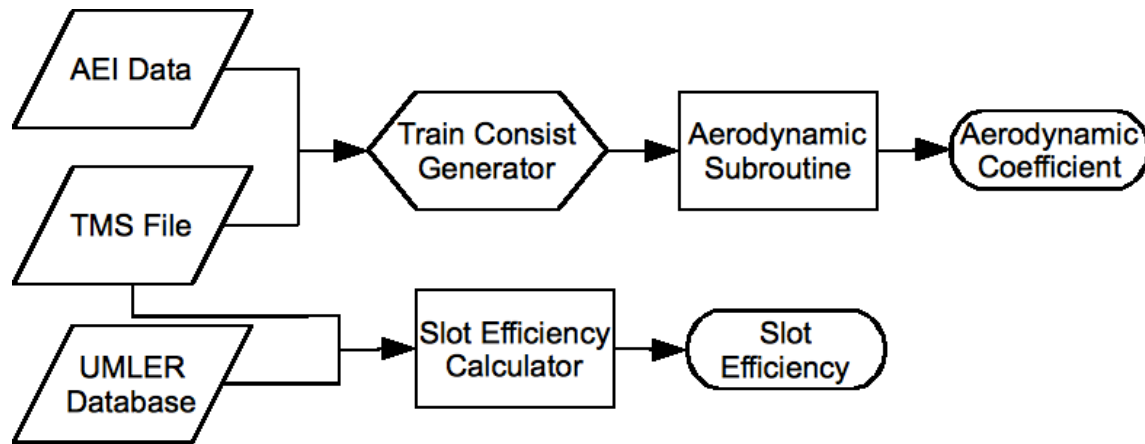 AEI Data
Train Consist
Generator
Aerodynamic
Subroutine
Aerodynamic
Coefficient
TMS File
UMLER
Database
Slot Efficiency
Calculator
Slot
Efficiency